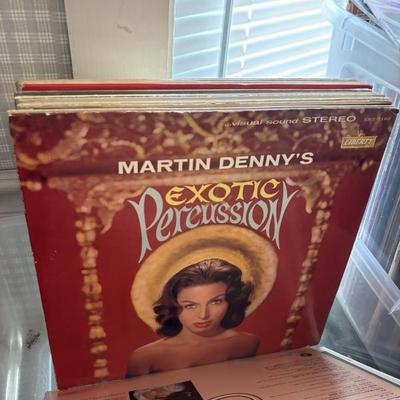 ...visual sound STEREO
LIBERTY
MARTIN DENNY'S
EXOTIC
PERCUSSION